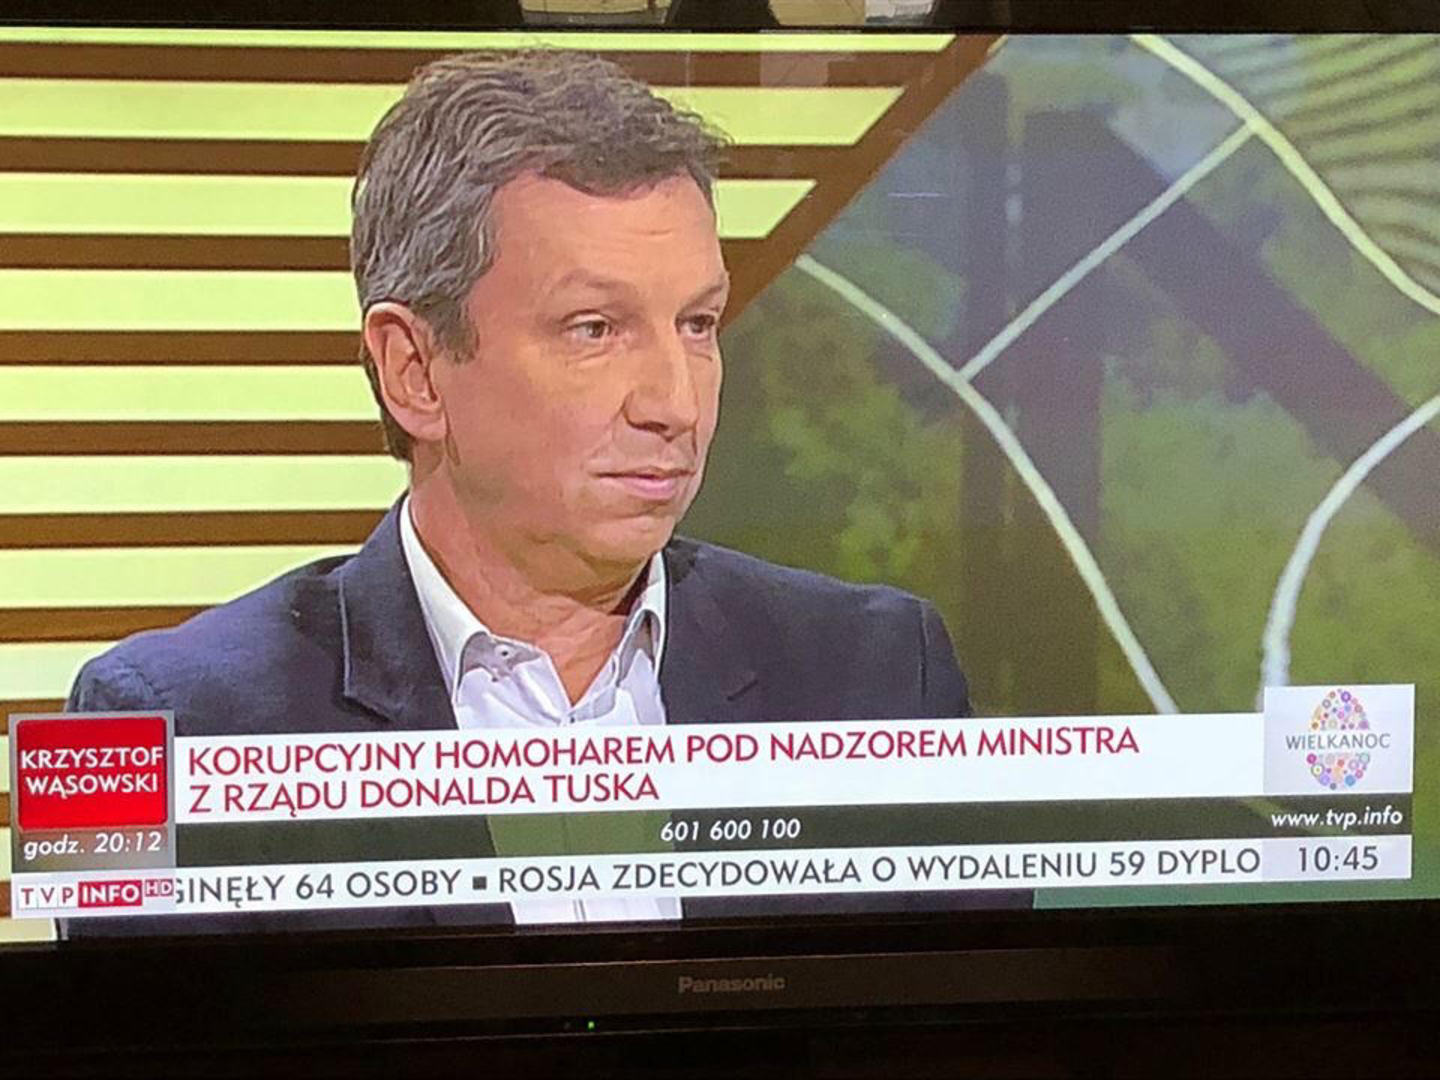 KRZYSZTOF
WĄSOWSKI
godz. 20:12
KORUPCYJNY HOMOHAREM POD NADZOREM MINISTRA
Z RZĄDU DONALDA TUSKA
WIELKANOC
601 600 100
www.tvp.info
TVP INFO HD
GINĘŁY 64 OSOBY ▪ ROSJA ZDECYDOWAŁA O WYDALENIU 59 DYPLO
10:45
Panasonic